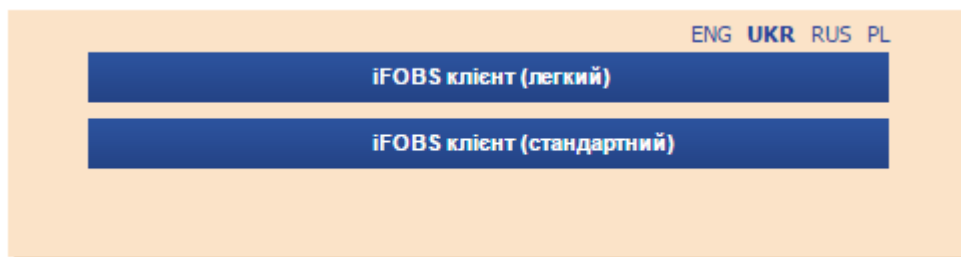 ENG UKR RUS PL
iFOBS клієнт (легкий)
iFOBS клієнт (стандартний)